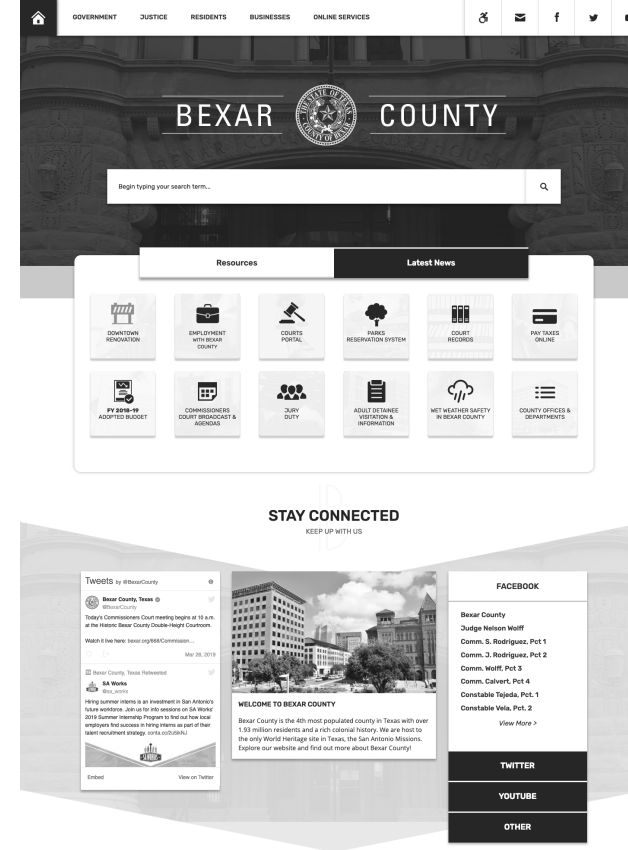 GOVERNMENT JUSTICE RESIDENTS BUSINESSES ONLINE SERVICES
BEXAR COUNTY
THE STATE OF TEXAS
COUNTY OF BEXAR
Begin typing your search term...
Resources Latest News
DOWNTOWN
RENOVATION
EMPLOYMENT
WITH BEXAR
COUNTY
COURTS
PORTAL
PARKS
RESERVATION SYSTEM
COURT
RECORDS
PAY TAXES
ONLINE
FY 2018-19
ADOPTED BUDGET
COMMISSIONERS
COURT BROADCAST &
AGENDAS
JURY
DUTY
ADULT DETAINEE
VISITATION &
INFORMATION
WET WEATHER SAFETY
IN BEXAR COUNTY
COUNTY OFFICES &
DEPARTMENTS
STAY CONNECTED
KEEP UP WITH US
Tweets by @BexarCounty
Bexar County, Texas
@BexarCounty
Today's Commissioners Court meeting begins at 10 a.m.
at the Historic Bexar County Double-Height Courtroom.
Watch it live here: bexar.org/668/Commission...
Mar 26, 2019
Bexar County, Texas Retweeted
SA Works
@sa_works
Hiring summer interns is an investment in San Antonio's
future workforce. Join us for info sessions on SA Works'
2019 Summer Internship Program to find out how local
employers find success in hiring interns as part of their
talent recruitment strategy. conta.cc/2u5kNJ
SAWORKS
Embed View on Twitter
WELCOME TO BEXAR COUNTY
Bexar County is the 4th most populated county in Texas with over
1.93 million residents and a rich colonial history. We are host to
the only World Heritage site in Texas, the San Antonio Missions.
Explore our website and find out more about Bexar County!
FACEBOOK
Bexar County
Judge Nelson Wolff
Comm. S. Rodriguez, Pct 1
Comm. J. Rodriguez, Pct 2
Comm. Wolff, Pct 3
Comm. Calvert, Pct 4
Constable Tejeda, Pct. 1
Constable Vela, Pct. 2
View More >
TWITTER
YOUTUBE
OTHER